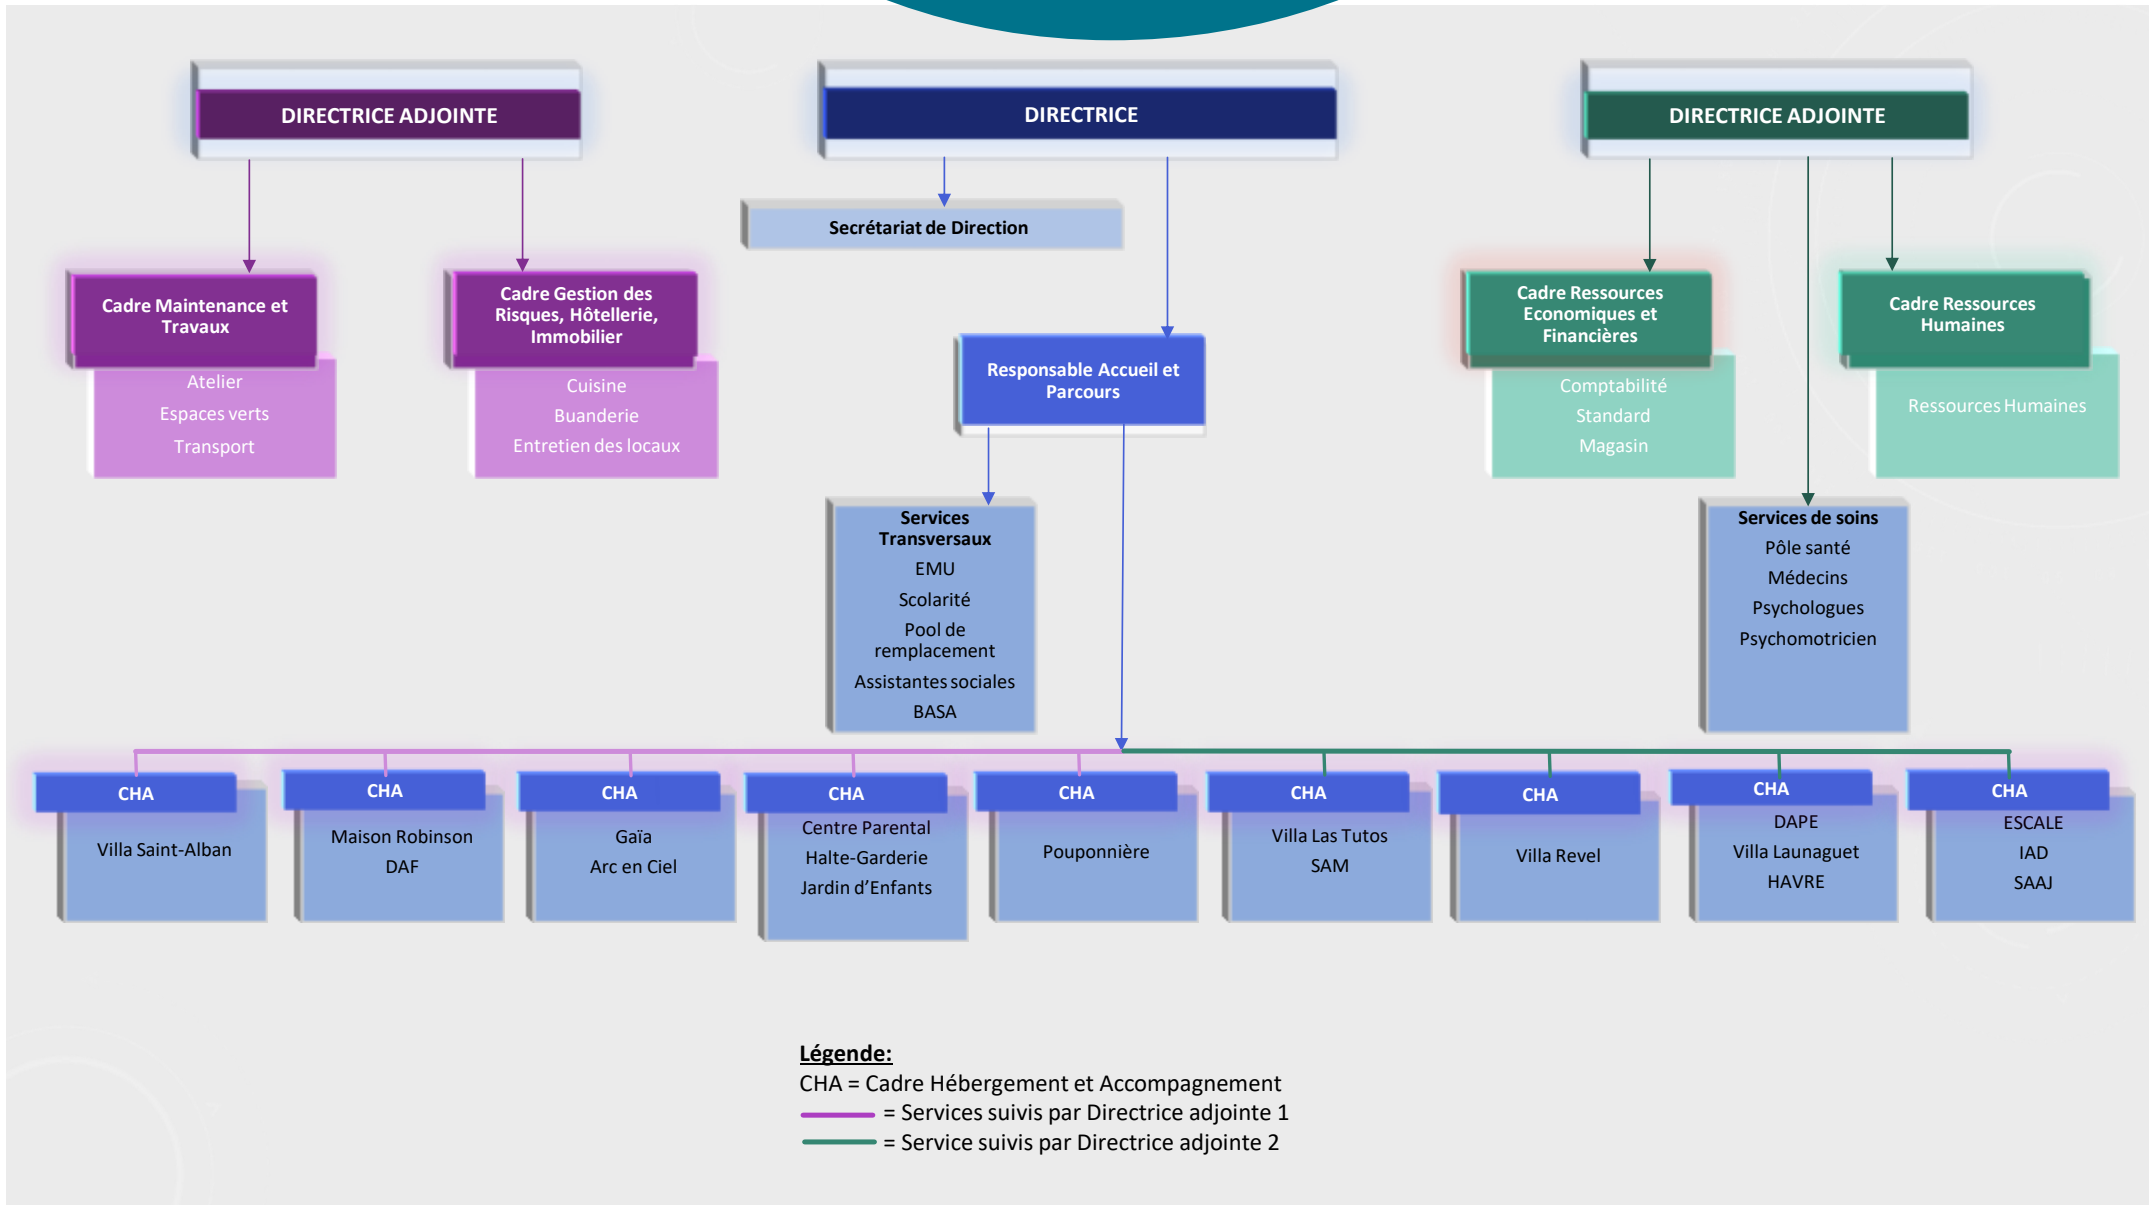 DIRECTRICE ADJOINTE
DIRECTRICE
DIRECTRICE ADJOINTE
Secrétariat de Direction
Cadre Maintenance et
Travaux
Atelier
Espaces verts
Transport
Cadre Gestion des
Risques, Hôtellerie,
Immobilier
Cuisine
Buanderie
Entretien des locaux
Responsable Accueil et
Parcours
Cadre Ressources
Economiques et
Financières
Comptabilité
Standard
Magasin
Cadre Ressources
Humaines
Ressources Humaines
Services
Transversaux
EMU
Scolarité
Pool de
remplacement
Assistantes sociales
BASA
Services de soins
Pôle santé
Médecins
Psychologues
Psychomotricien
CHA
Villa Saint-Alban
CHA
Maison Robinson
DAF
CHA
Gaïa
Arc en Ciel
CHA
Centre Parental
Halte-Garderie
Jardin d’Enfants
CHA
Pouponnière
CHA
Villa Las Tutos
SAM
CHA
Villa Revel
CHA
DAPE
Villa Launaguet
HAVRE
CHA
ESCALE
IAD
SAAJ
Légende:
CHA = Cadre Hébergement et Accompagnement
= Services suivis par Directrice adjointe 1
= Service suivis par Directrice adjointe 2